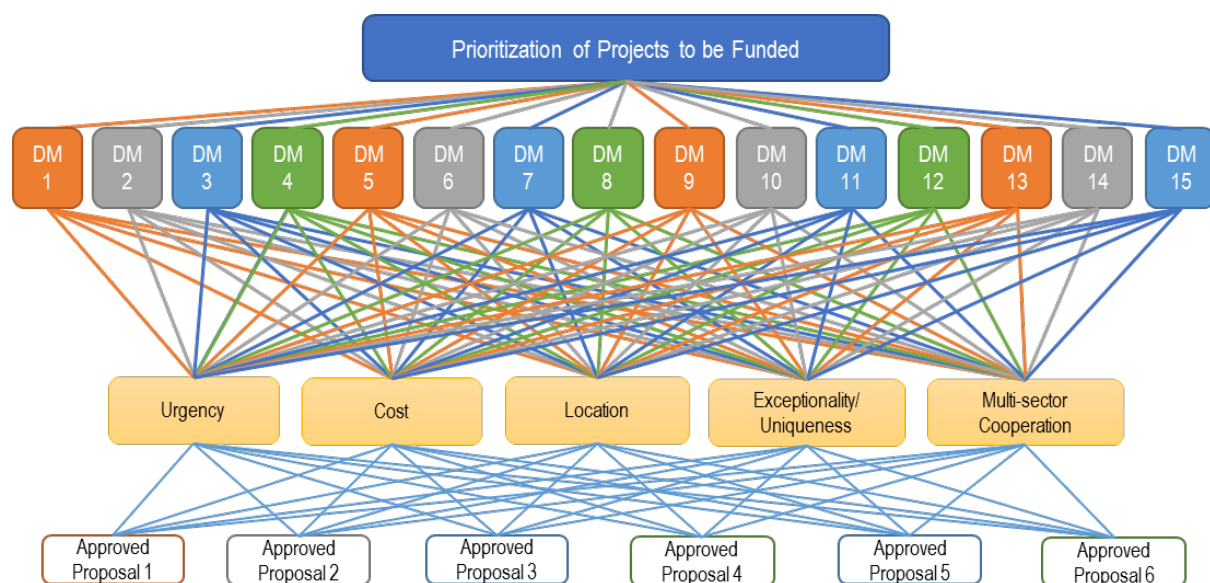 Prioritization of Projects to be Funded
DM
1
DM
2
DM
3
DM
4
DM
5
DM
6
DM
7
DM
8
DM
9
DM
10
DM
11
DM
12
DM
13
DM
14
DM
15
Urgency
Cost
Location
Exceptionality/
Uniqueness
Multi-sector
Cooperation
Approved
Proposal 1
Approved
Proposal 2
Approved
Proposal 3
Approved
Proposal 4
Approved
Proposal 5
Approved
Proposal 6